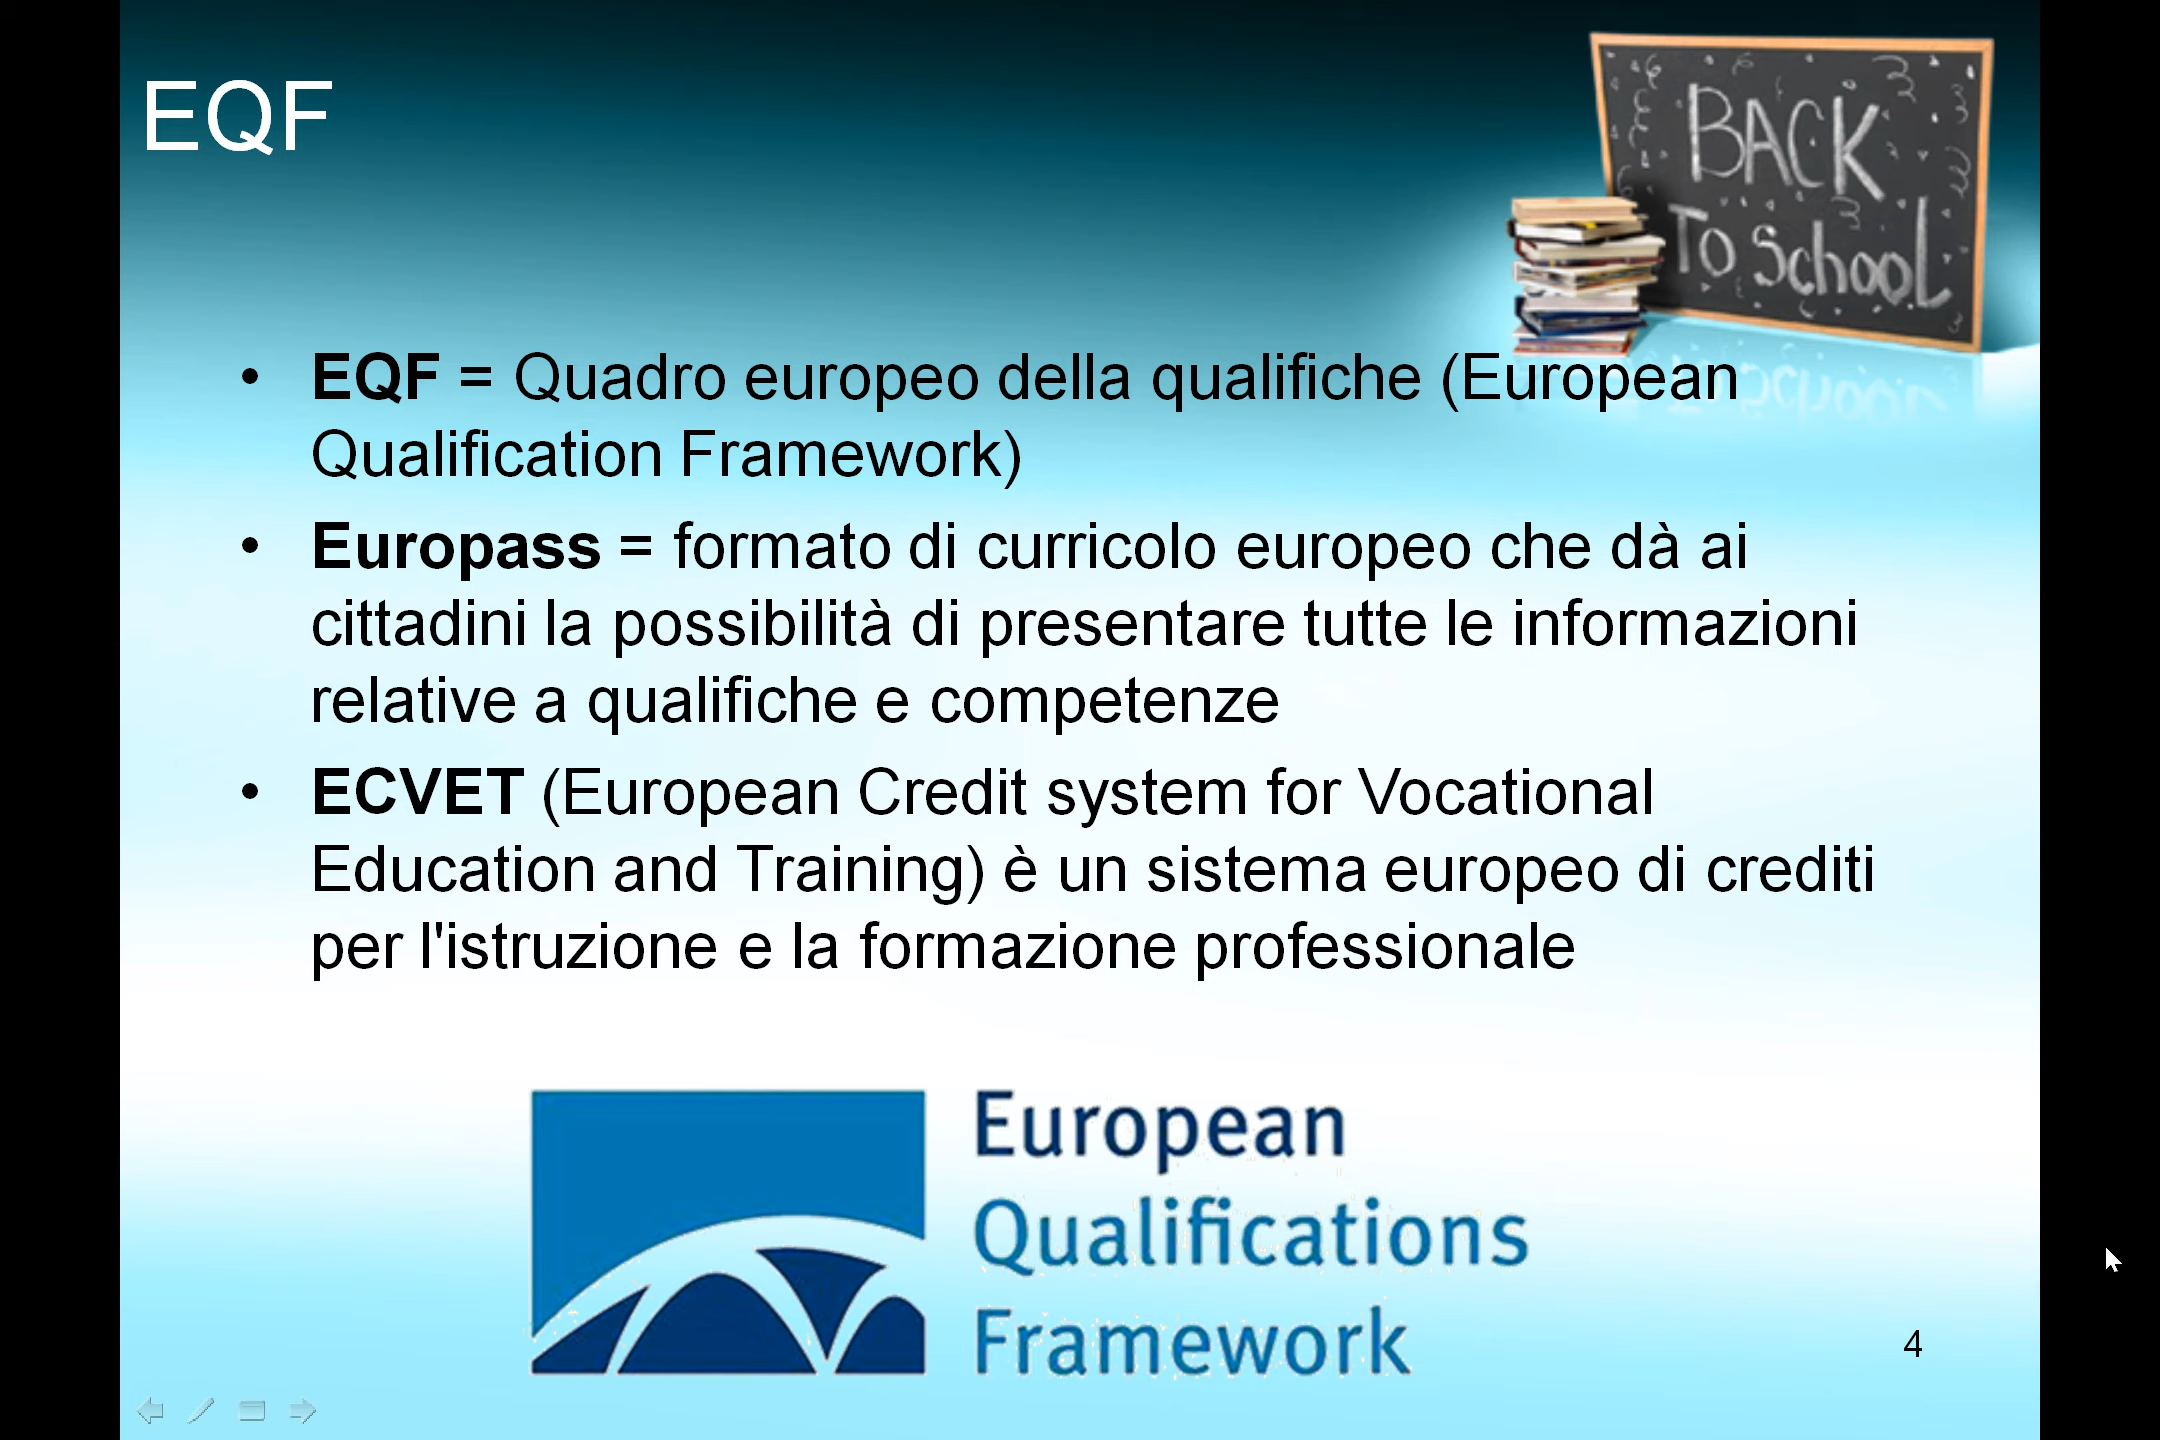 EQF
BACK
TO SCHOOL
• EQF = Quadro europeo della qualifiche (European
Qualification Framework)
• Europass = formato di curricolo europeo che dà ai
cittadini la possibilità di presentare tutte le informazioni
relative a qualifiche e competenze
• ECVET (European Credit system for Vocational
Education and Training) è un sistema europeo di crediti
per l'istruzione e la formazione professionale
European
Qualifications
Framework
4